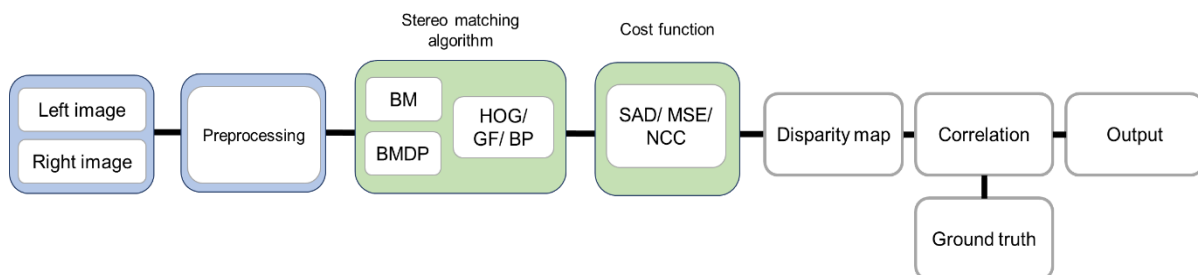 Stereo matching
algorithm
Cost function
Left image
Right image
Preprocessing
BM
BMDP
HOG/
GF/ BP
SAD/ MSE/
NCC
Disparity map
Correlation
Output
Ground truth